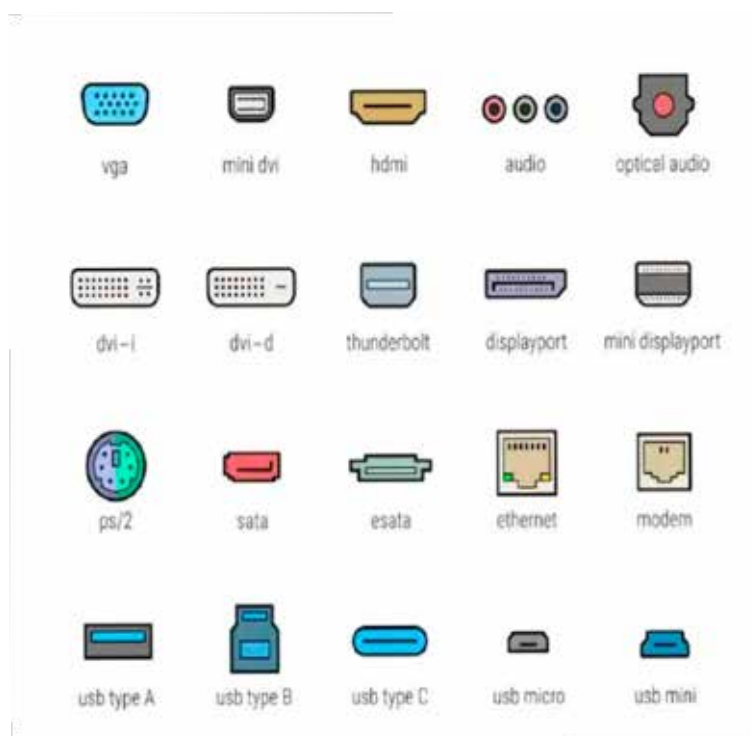 vga mini dvi hdmi audio optical audio
dvi-i dvi-d thunderbolt displayport mini displayport
ps/2 sata esata ethernet modem
usb type A usb type B usb type C usb micro usb mini